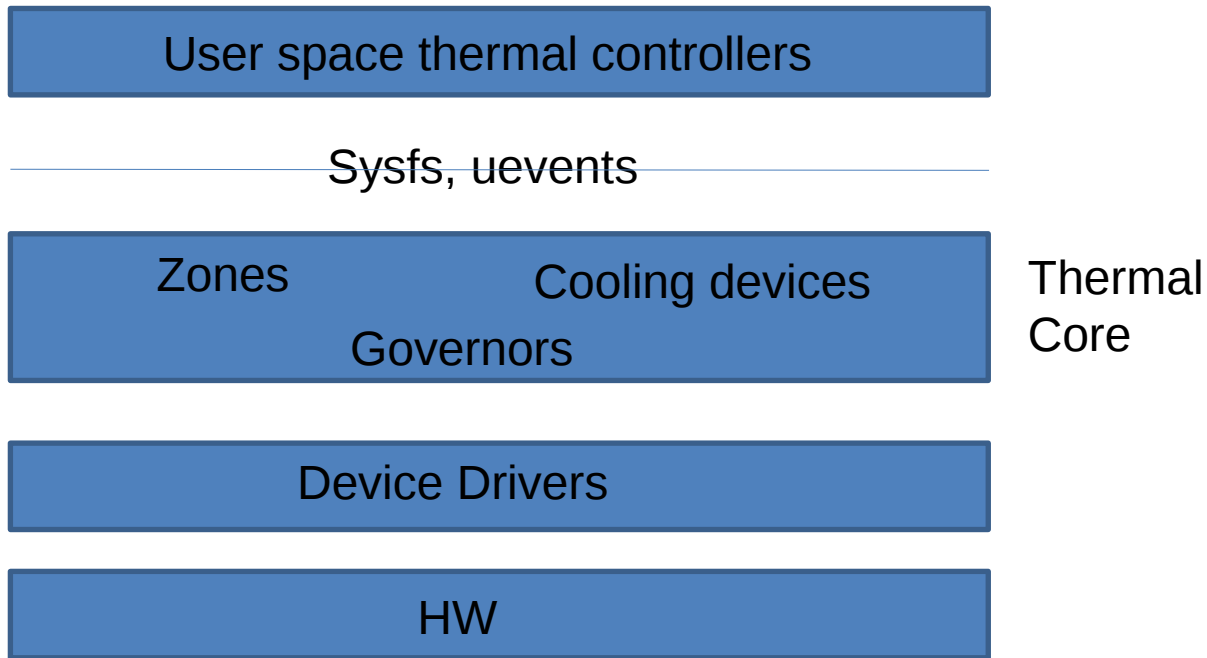 User space thermal controllers
Sysfs, uevents
Zones
Cooling devices
Governors
Thermal
Core
Device Drivers
HW